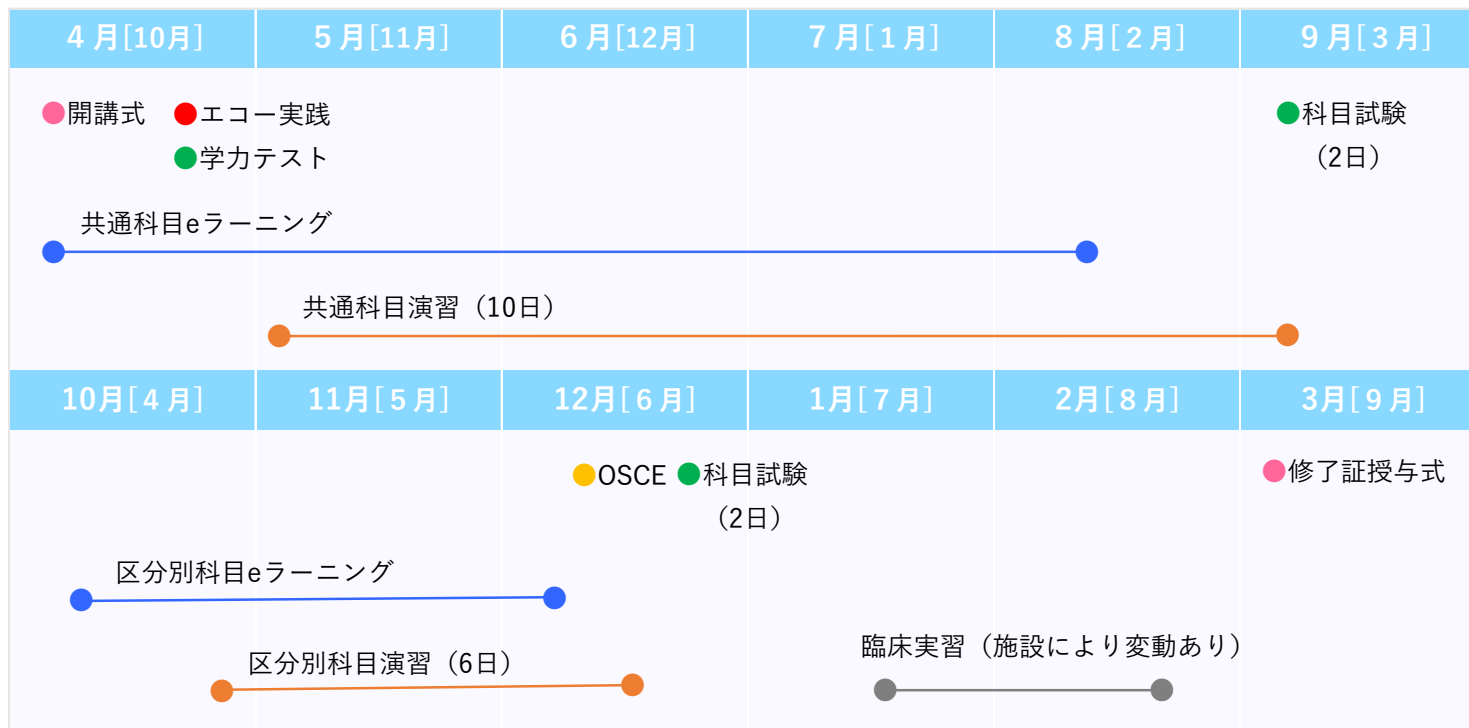 4月[10月] 5月[11月] 6月[12月] 7月[1月] 8月[2月] 9月[3月]
開講式 エコー実践 科目試験
学力テスト (2日)
共通科目eラーニング
共通科目演習（10日）
10月[4月] 11月[5月] 12月[6月] 1月[7月] 2月[8月] 3月[9月]
OSCE 科目試験 修了証授与式
（2日）
区分別科目eラーニング
臨床実習（施設により変動あり）
区分別科目演習（6日）